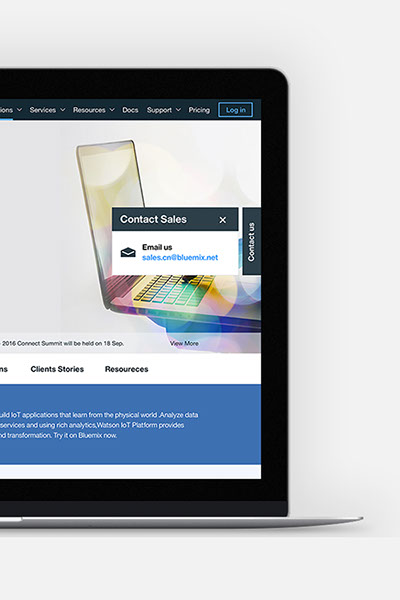 ions Services Resources Docs Support Pricing Log in
Contact Sales ×
Email us
sales.cn@bluemix.net
Contact us
2016 Connect Summit will be held on 18 Sep. View More
ns Clients Stories Resoureces
uild IoT applications that learn from the physical world .Analyze data
services and using rich analytics,Watson IoT Platform provides
nd transformation. Try it on Bluemix now.